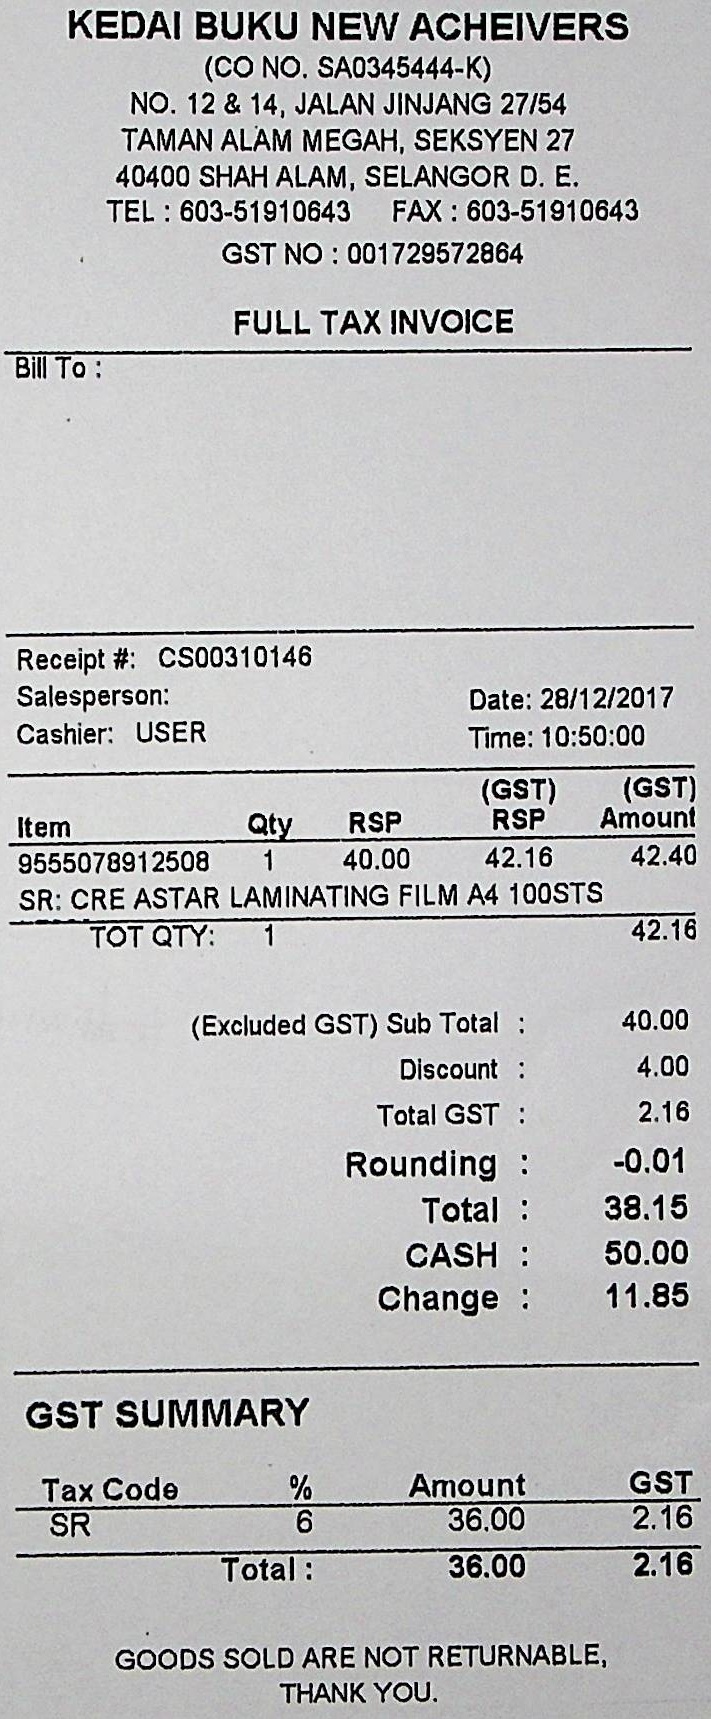 KEDAI BUKU NEW ACHEIVERS
(CO NO. SA0345444-K)
NO. 12 & 14, JALAN JINJANG 27/54
TAMAN ALAM MEGAH, SEKSYEN 27
40400 SHAH ALAM, SELANGOR D. E.
TEL : 603-51910643 FAX : 603-51910643
GST NO : 001729572864
FULL TAX INVOICE
Bill To :
Receipt #: CS00310146
Salesperson: Date: 28/12/2017
Cashier: USER Time: 10:50:00
(GST) (GST)
Item Qty RSP RSP Amount
9555078912508 1 40.00 42.16 42.40
SR: CRE ASTAR LAMINATING FILM A4 100STS
TOT QTY: 1 42.16
(Excluded GST) Sub Total : 40.00
Discount : 4.00
Total GST : 2.16
Rounding : -0.01
Total : 38.15
CASH : 50.00
Change : 11.85
GST SUMMARY
Tax Code % Amount GST
SR 6 36.00 2.16
Total : 36.00 2.16
GOODS SOLD ARE NOT RETURNABLE,
THANK YOU.